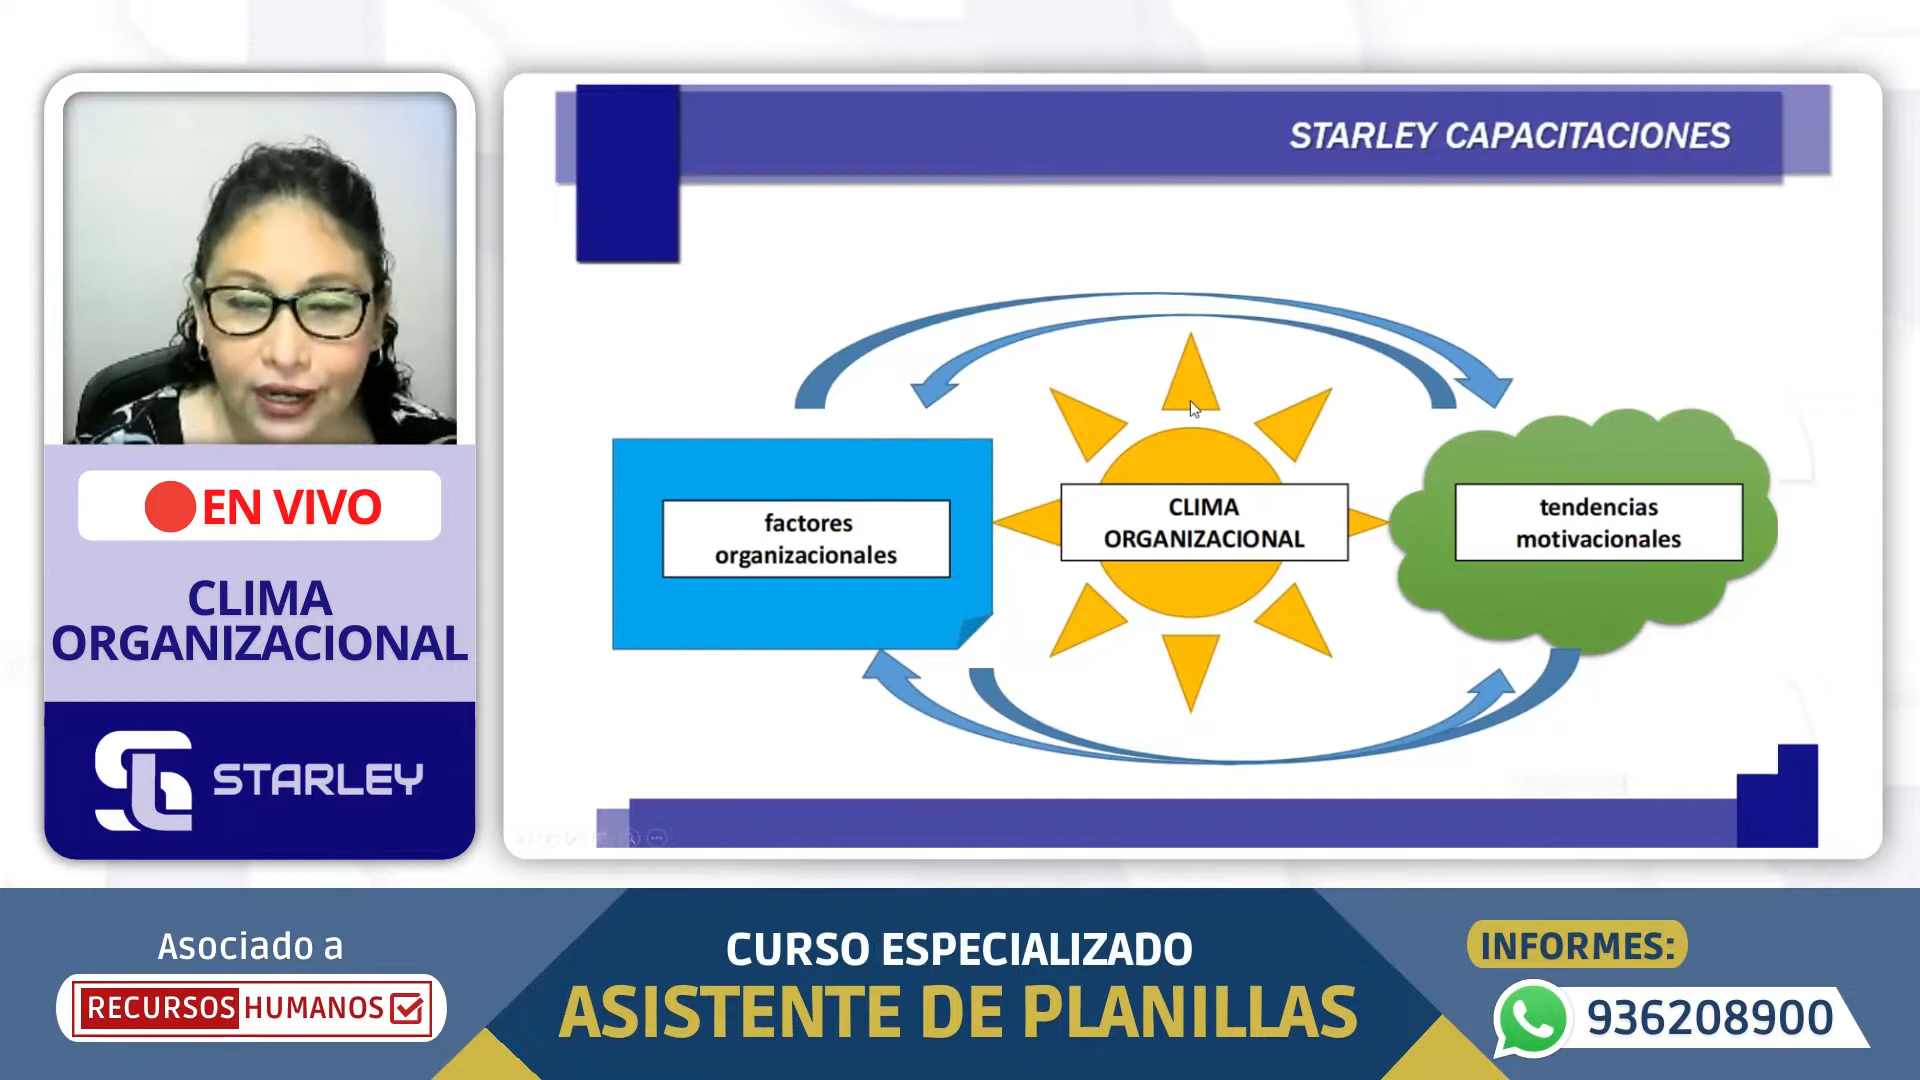 STARLEY CAPACITACIONES
factores
organizacionales
CLIMA
ORGANIZACIONAL
tendencias
motivacionales
EN VIVO
CLIMA
ORGANIZACIONAL
STARLEY
Asociado a
RECURSOS HUMANOS
CURSO ESPECIALIZADO
ASISTENTE DE PLANILLAS
INFORMES:
936208900